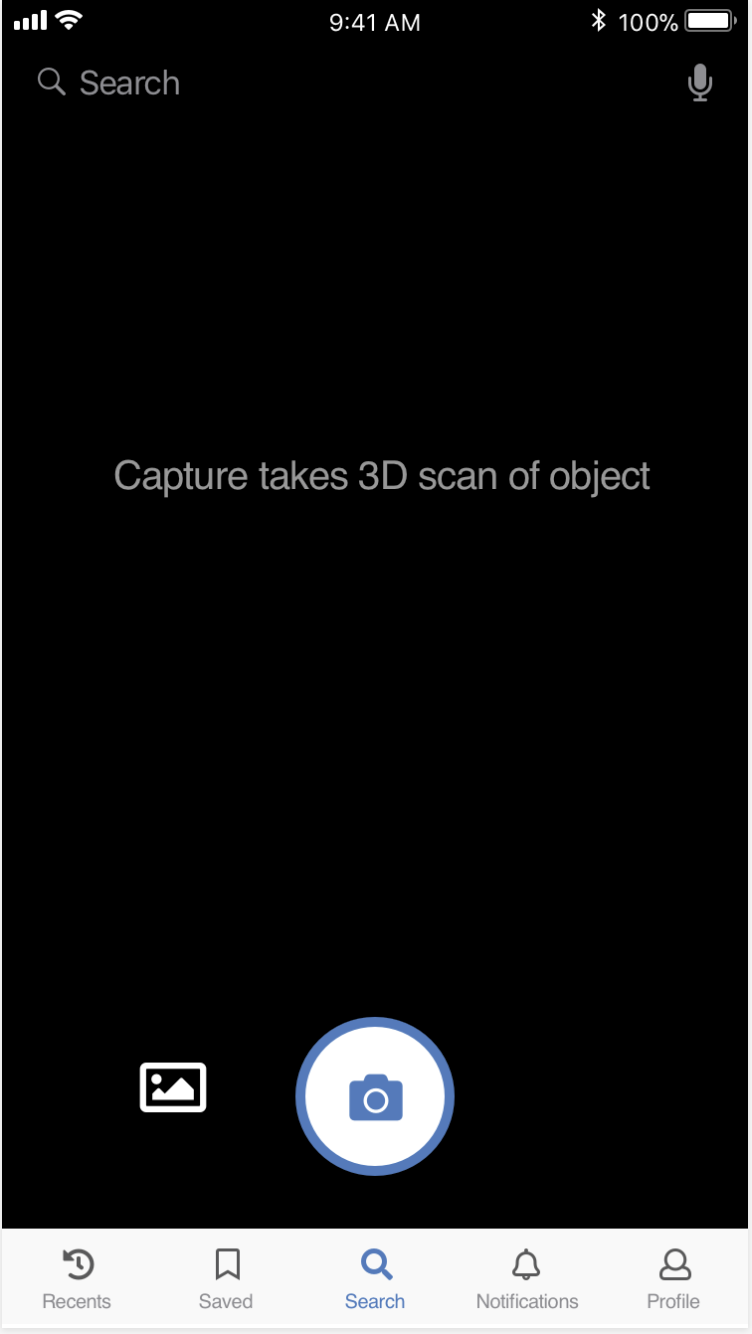 9:41 AM
100%
Search
Capture takes 3D scan of object
Recents
Saved
Search
Notifications
Profile